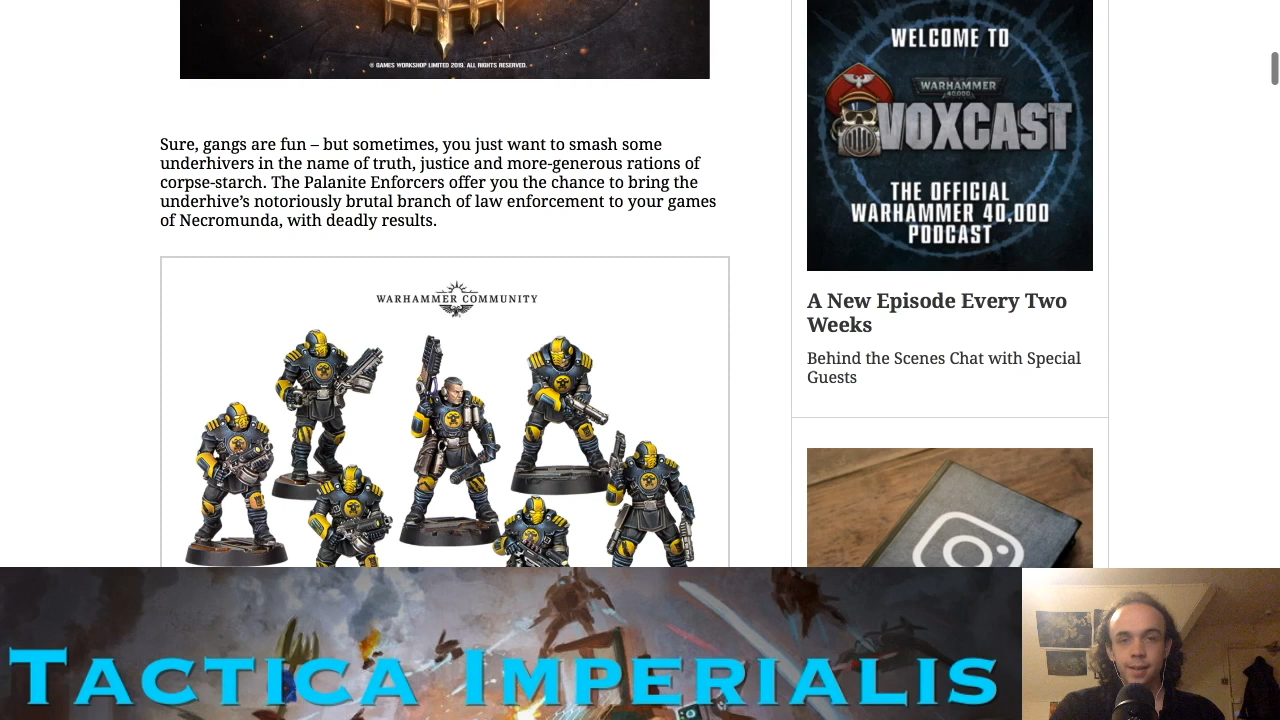 © GAMES WORKSHOP LIMITED 2019. ALL RIGHTS RESERVED.
Sure, gangs are fun – but sometimes, you just want to smash some
underhivers in the name of truth, justice and more-generous rations of
corpse-starch. The Palanite Enforcers offer you the chance to bring the
underhive’s notoriously brutal branch of law enforcement to your games
of Necromunda, with deadly results.
WARHAMMER COMMUNITY
WELCOME TO
WARHAMMER
40,000
VOXCAST
THE OFFICIAL
WARHAMMER 40,000
PODCAST
A New Episode Every Two
Weeks
Behind the Scenes Chat with Special
Guests
TACTICA IMPERIALIS